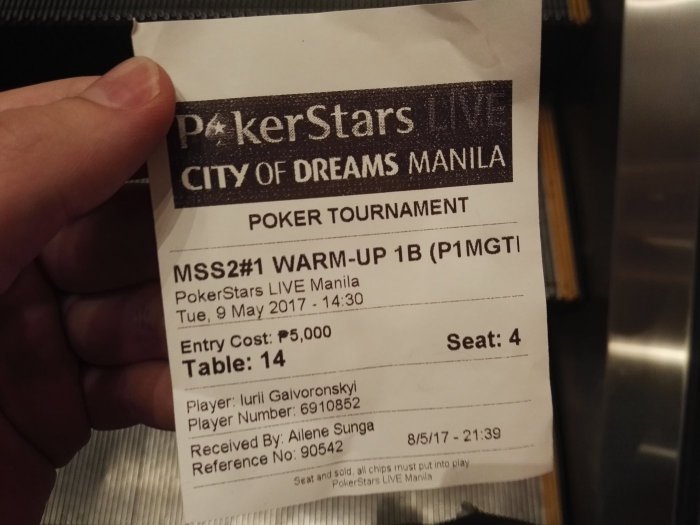 PokerStars LIVE
CITY OF DREAMS MANILA
POKER TOURNAMENT
MSS2#1 WARM-UP 1B (P1MGTI
PokerStars LIVE Manila
Tue, 9 May 2017 - 14:30
Entry Cost: ₱5,000
Table: 14 Seat: 4
Player: Iurii Gaivoronskyi
Player Number: 6910852
Received By: Ailene Sunga
Reference No: 90542 8/5/17 - 21:39
Seat and sold, all chips must put into play
PokerStars LIVE Manila